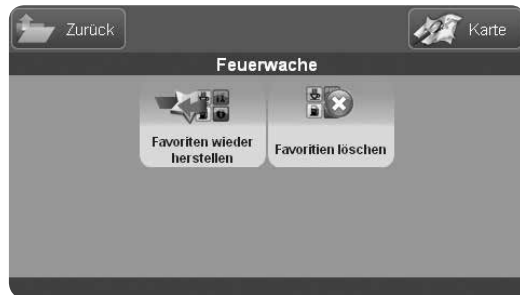 Zurück
Karte
Feuerwache
Favoriten wieder
herstellen
Favoritien löschen